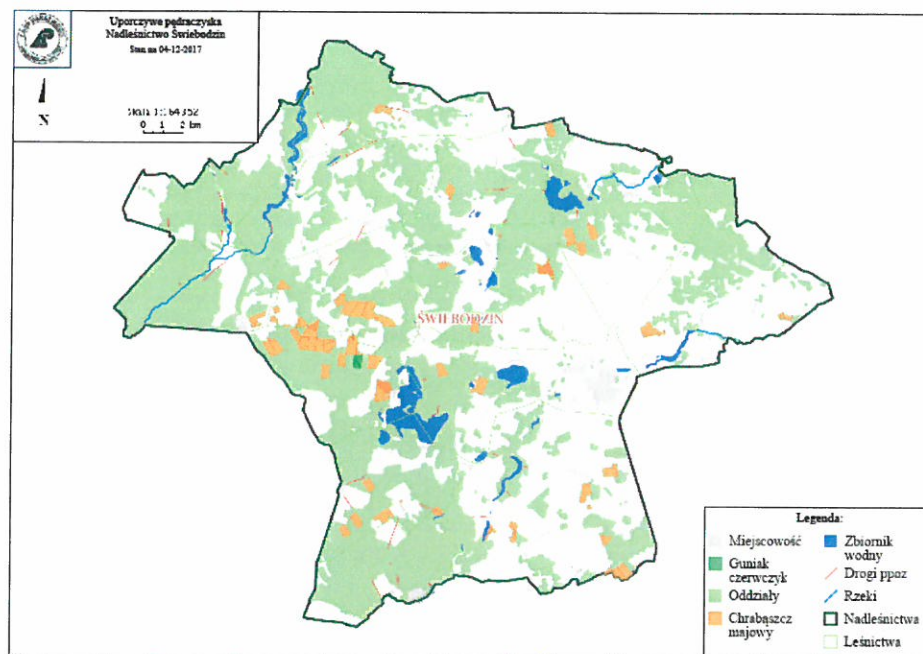 Uporczywe pędraczyska
Nadleśnictwo Świebodzin
Stan na 04-12-2017
N
0 1 2 km
ŚWIEBODZIN
Legenda:
Miejscowość
Guniak
czerwczyk
Oddziały
Chrabąszcz
majowy
Zbiornik
wodny
Drogi ppoż
Rzeki
Nadleśnictwa
Leśnictwa